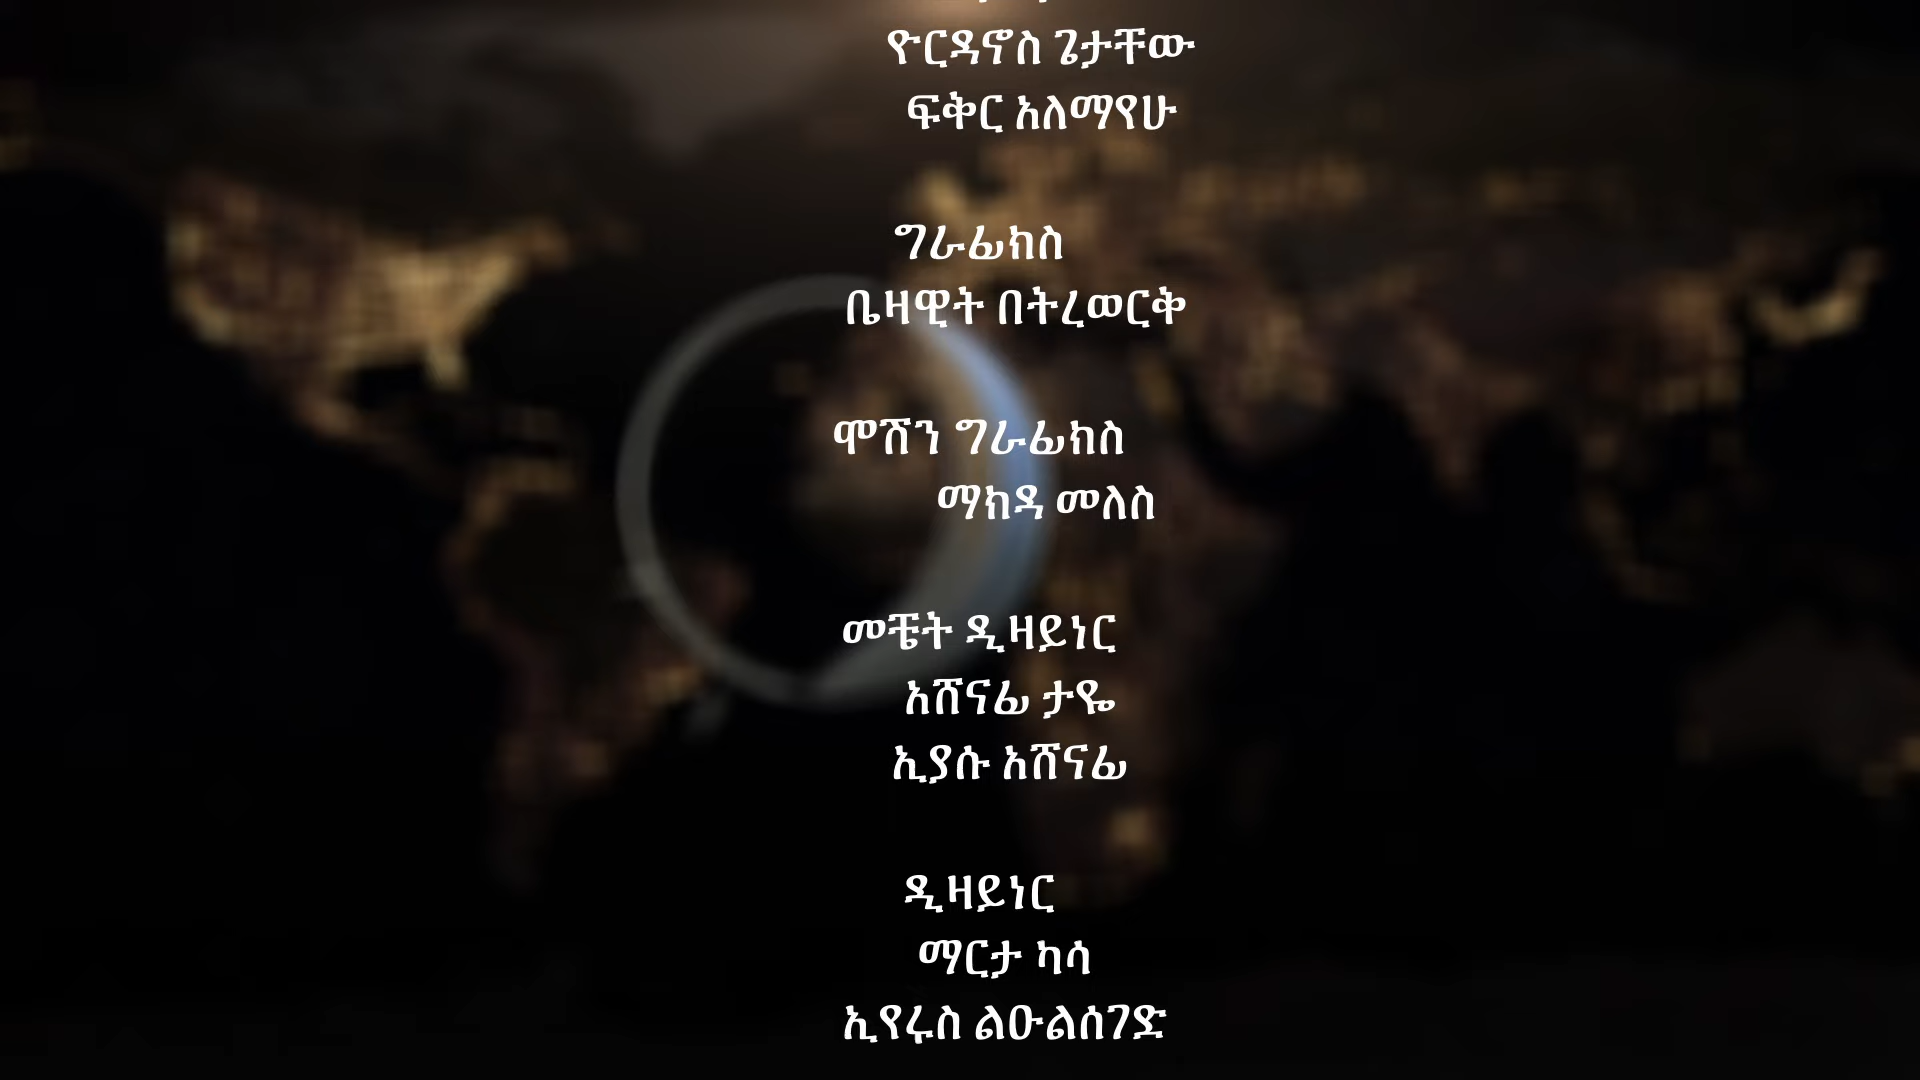 ዮርዳኖስ ጌታቸው
ፍቅር አለማየሁ
ግራፊክስ
ቤዛዊት በትረወርቅ
ሞሽን ግራፊክስ
ማክዳ መለስ
መቼት ዲዛይነር
አሸናፊ ታዬ
ኢያሱ አሸናፊ
ዲዛይነር
ማርታ ካሳ
ኢየሩስ ልዑልሰገድ